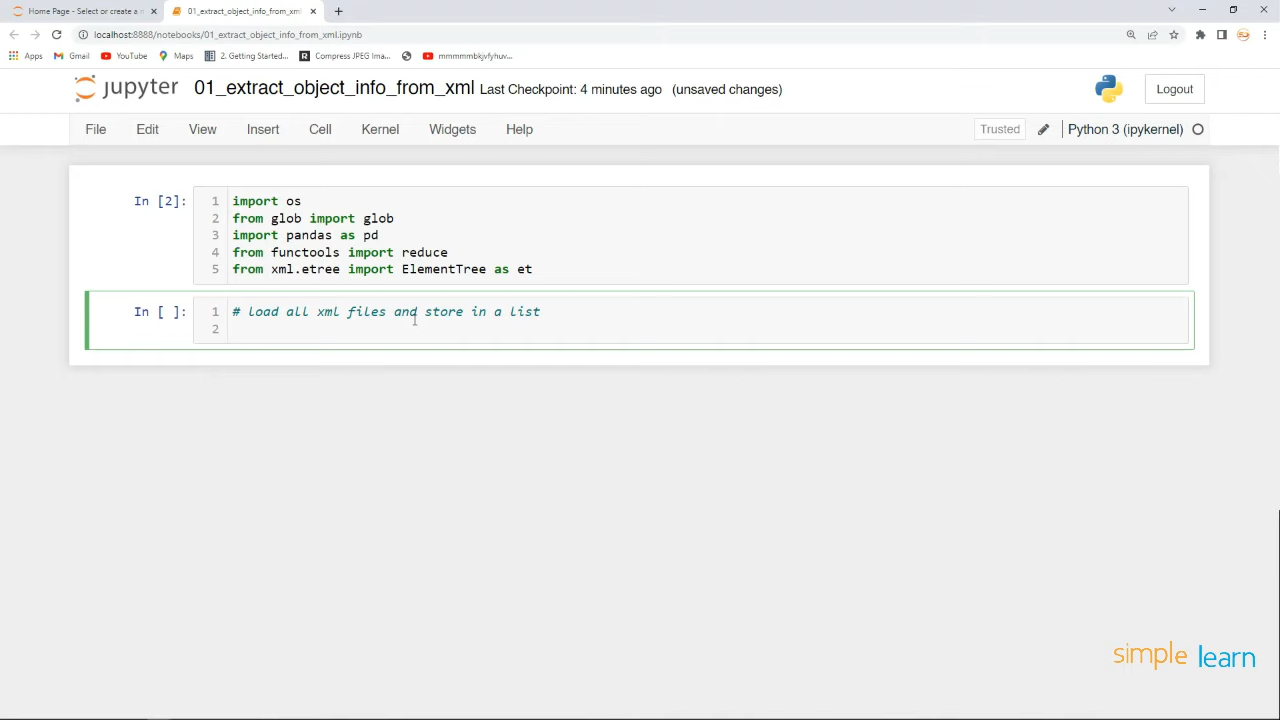 Home Page - Select or create a n
01_extract_object_info_from_xml
localhost:8888/notebooks/01_extract_object_info_from_xml.ipynb
Apps
Gmail
YouTube
Maps
2. Getting Started...
Compress JPEG Ima...
mmmmmbkjvfyhuv...
jupyter 01_extract_object_info_from_xml Last Checkpoint: 4 minutes ago (unsaved changes)
Logout
File Edit View Insert Cell Kernel Widgets Help
Trusted
Python 3 (ipykernel)
In [2]:
1 import os
2 from glob import glob
3 import pandas as pd
4 from functools import reduce
5 from xml.etree import ElementTree as et
In [ ]:
1 # load all xml files and store in a list
2
simplelearn